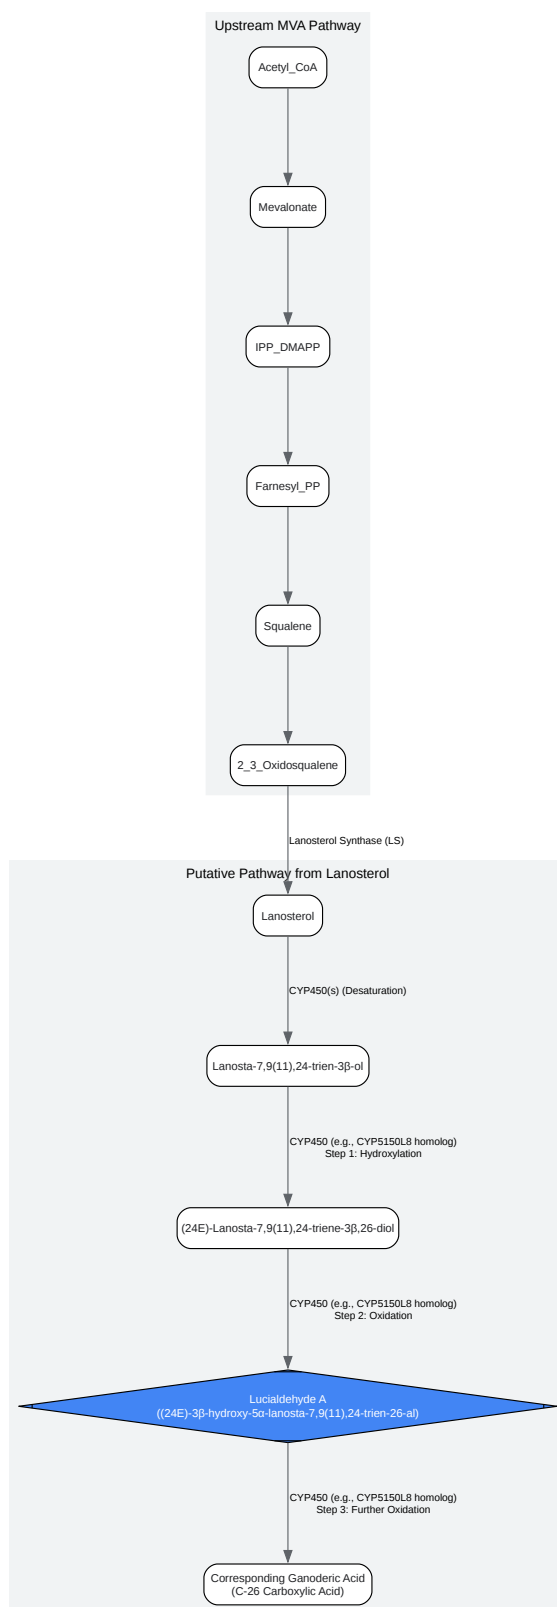 Upstream MVA Pathway
Acetyl_CoA
Mevalonate
IPP_DMAPP
Farnesyl_PP
Squalene
2_3_Oxidosqualene
Lanosterol Synthase (LS)
Putative Pathway from Lanosterol
Lanosterol
CYP450(s) (Desaturation)
Lanosta-7,9(11),24-trien-3β-ol
CYP450 (e.g., CYP5150L8 homolog)
Step 1: Hydroxylation
(24E)-Lanosta-7,9(11),24-triene-3β,26-diol
CYP450 (e.g., CYP5150L8 homolog)
Step 2: Oxidation
Lucialdehyde A
((24E)-3β-hydroxy-5α-lanosta-7,9(11),24-trien-26-al)
CYP450 (e.g., CYP5150L8 homolog)
Step 3: Further Oxidation
Corresponding Ganoderic Acid
(C-26 Carboxylic Acid)